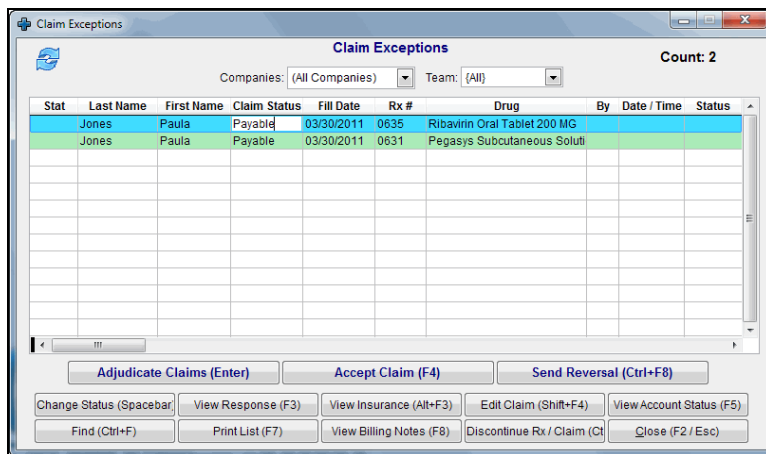 Claim Exceptions
Claim Exceptions
Count: 2
Companies: (All Companies) Team: {All}
Stat Last Name First Name Claim Status Fill Date Rx # Drug By Date / Time Status
Jones Paula Payable 03/30/2011 0635 Ribavirin Oral Tablet 200 MG
Jones Paula Payable 03/30/2011 0631 Pegasys Subcutaneous Soluti
Adjudicate Claims (Enter) Accept Claim (F4) Send Reversal (Ctrl+F8)
Change Status (Spacebar) View Response (F3) View Insurance (Alt+F3) Edit Claim (Shift+F4) View Account Status (F5)
Find (Ctrl+F) Print List (F7) View Billing Notes (F8) Discontinue Rx / Claim (Ct Close (F2 / Esc)